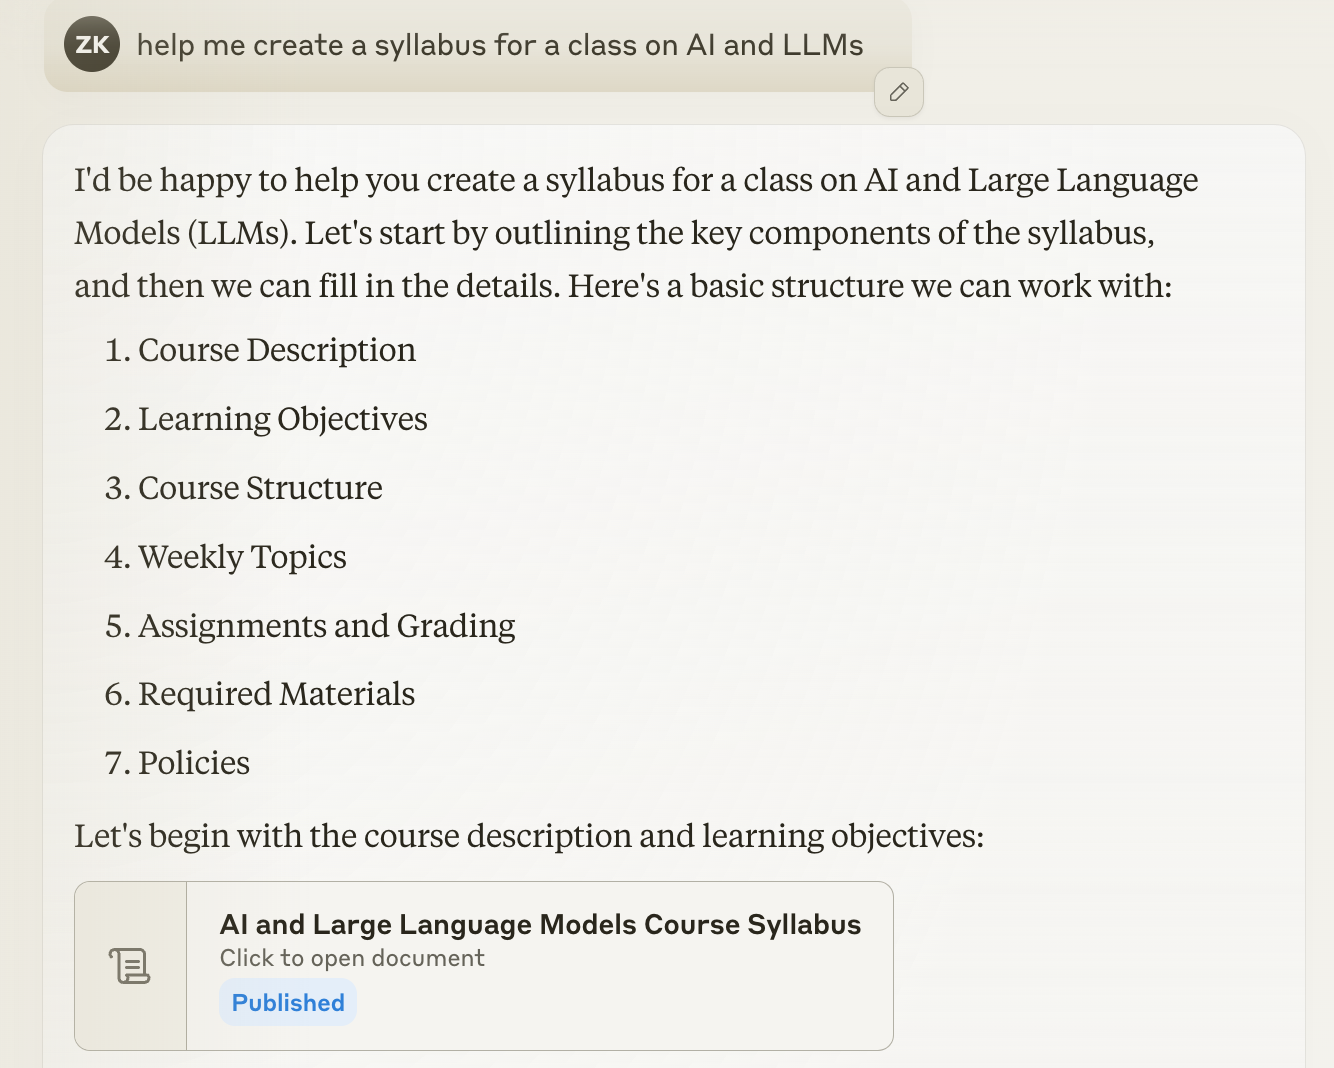 ZK help me create a syllabus for a class on AI and LLMs
I'd be happy to help you create a syllabus for a class on AI and Large Language
Models (LLMs). Let's start by outlining the key components of the syllabus,
and then we can fill in the details. Here's a basic structure we can work with:
1. Course Description
2. Learning Objectives
3. Course Structure
4. Weekly Topics
5. Assignments and Grading
6. Required Materials
7. Policies
Let's begin with the course description and learning objectives:
AI and Large Language Models Course Syllabus
Click to open document
Published